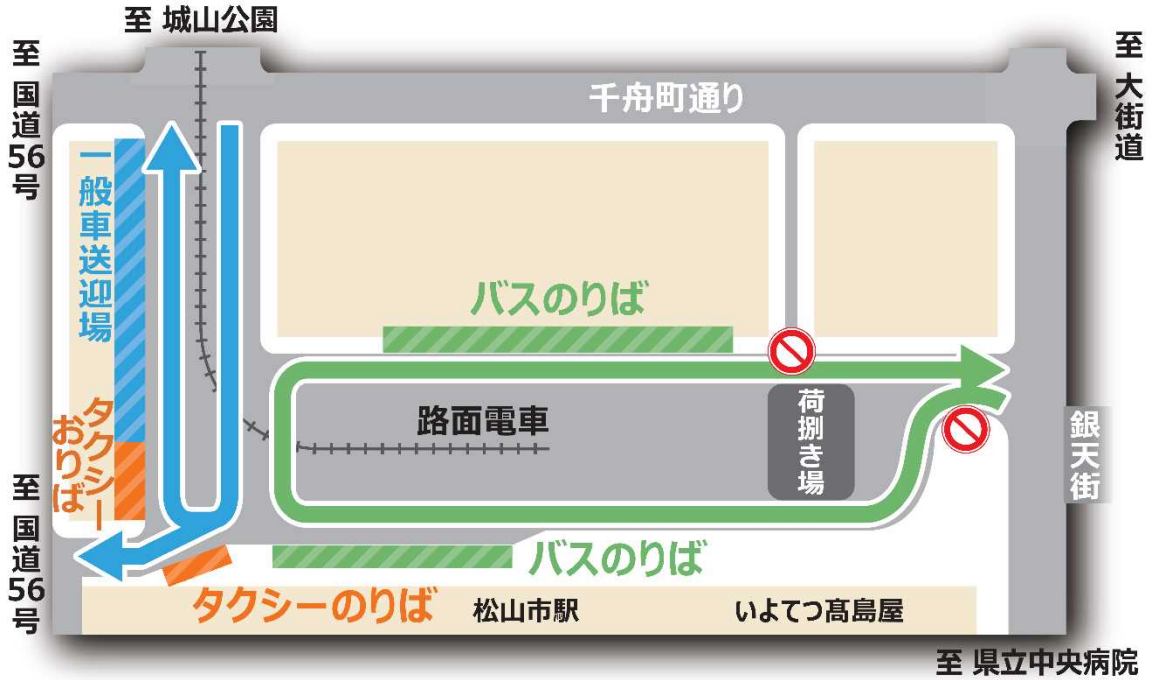 至 城山公園
至 国道56号
至 大街道
千舟町通り
一般車送迎場
バスのりば
路面電車
荷捌き場
タクシー
おりば
銀天街
至 国道56号
バスのりば
タクシーのりば
松山市駅
いよてつ髙島屋
至 県立中央病院